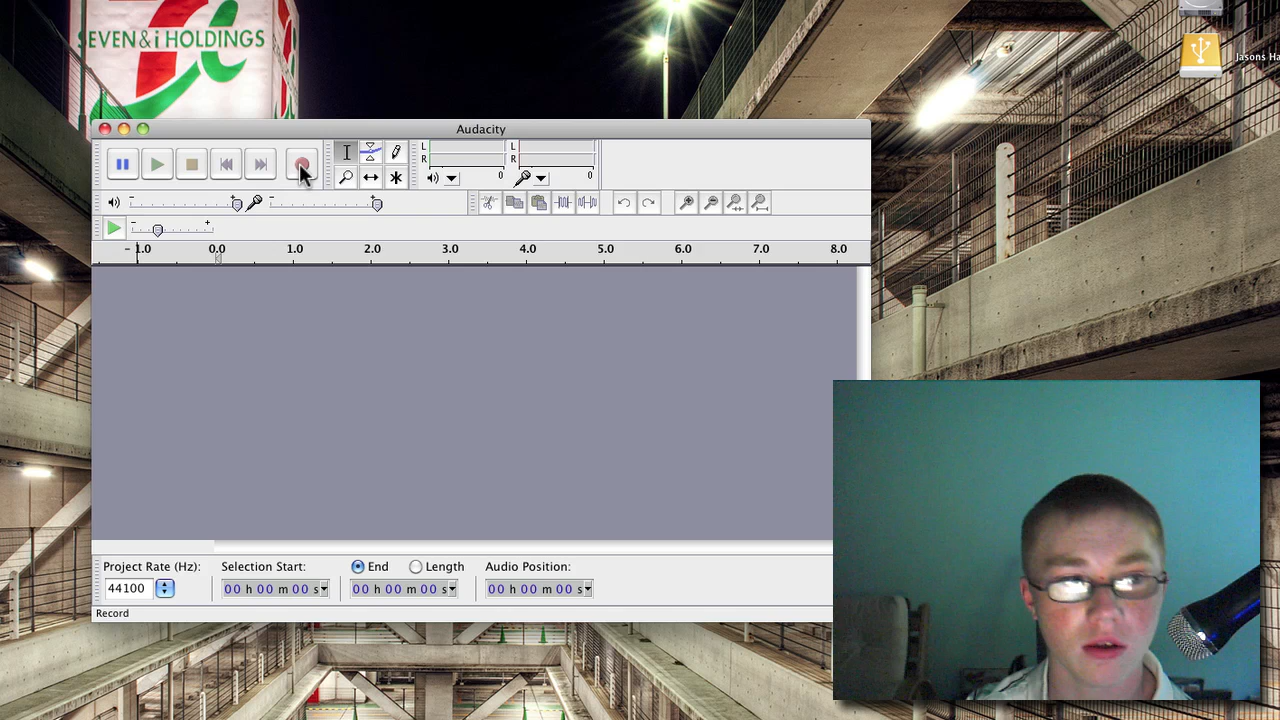 SEVEN & i HOLDINGS
Jasons Ha
Audacity
L
R
0
L
R
0
- +
- +
- +
- 1.0 0.0 1.0 2.0 3.0 4.0 5.0 6.0 7.0 8.0
Project Rate (Hz):
44100
Selection Start:
00 h 00 m 00 s
End
Length
00 h 00 m 00 s
Audio Position:
00 h 00 m 00 s
Record